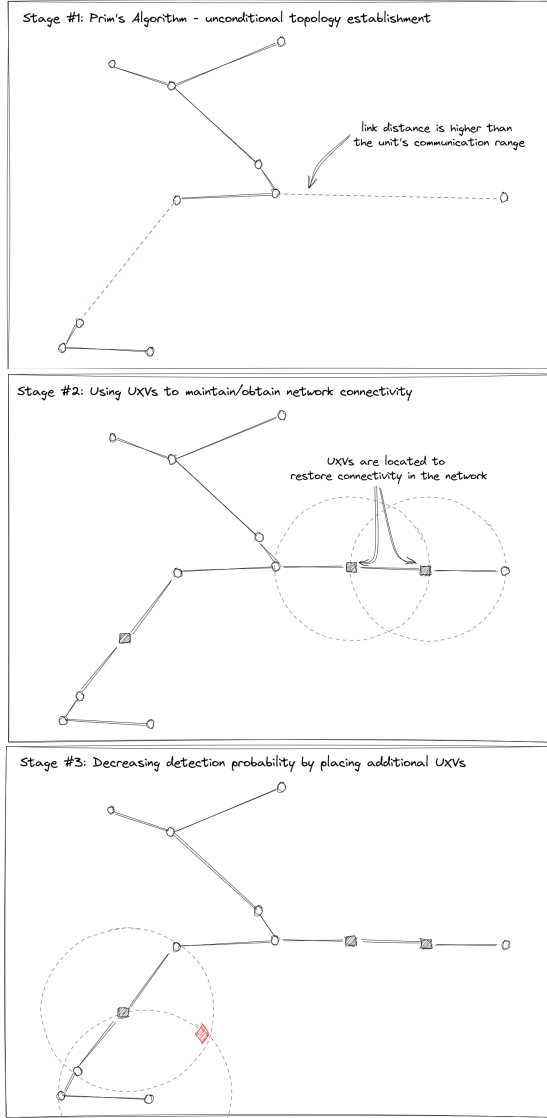 Stage #1: Prim's Algorithm - unconditional topology establishment
link distance is higher than
the unit's communication range
Stage #2: Using UXVs to maintain/obtain network connectivity
UXVs are located to
restore connectivity in the network
Stage #3: Decreasing detection probability by placing additional UXVs